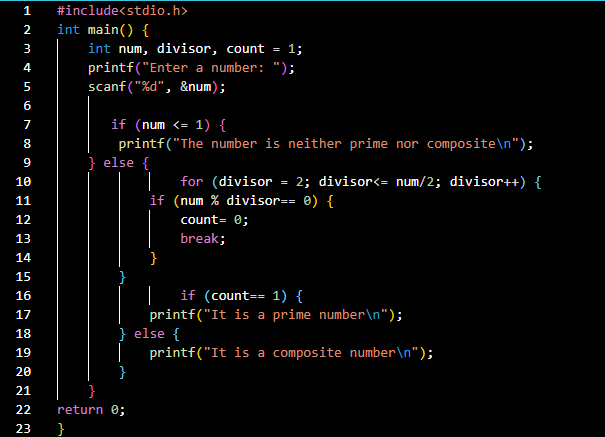 1 #include<stdio.h>
2 int main() {
3     int num, divisor, count = 1;
4     printf("Enter a number: ");
5     scanf("%d", &num);
6
7        if (num <= 1) {
8         printf("The number is neither prime nor composite\n");
9     } else {
10                 for (divisor = 2; divisor<= num/2; divisor++) {
11             if (num % divisor== 0) {
12                 count= 0;
13                 break;
14             }
15         }
16                 if (count== 1) {
17             printf("It is a prime number\n");
18         } else {
19             printf("It is a composite number\n");
20         }
21     }
22 return 0;
23 }